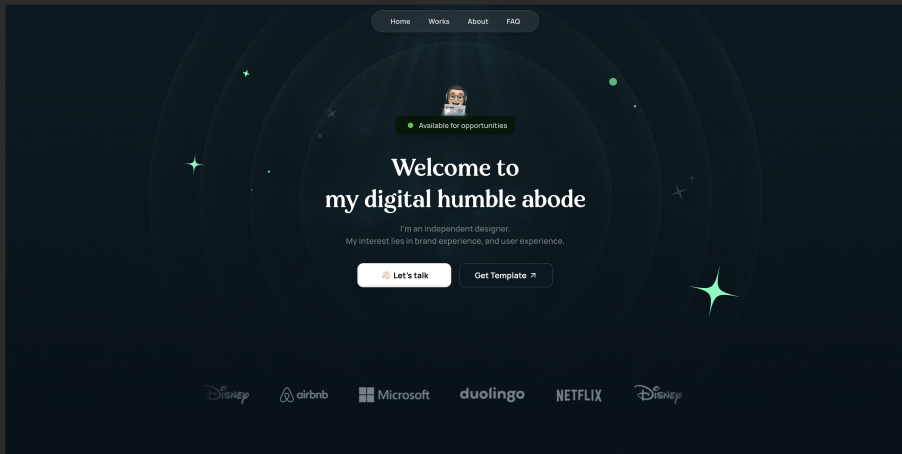 Home Works About FAQ
Available for opportunities
Welcome to
my digital humble abode
I'm an independent designer.
My interest lies in brand experience, and user experience.
Let's talk Get Template
Disney airbnb Microsoft duolingo NETFLIX Disney